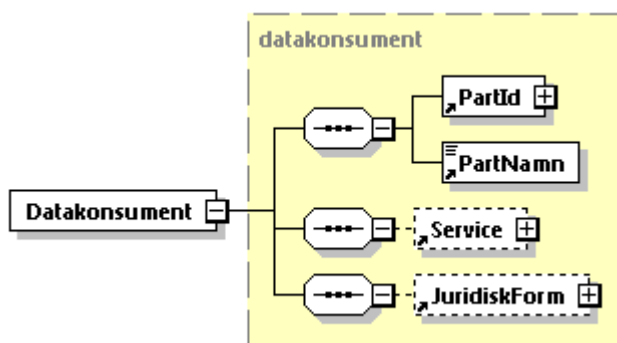 datakonsument
PartId
PartNamn
Datakonsument
Service
JuridiskForm